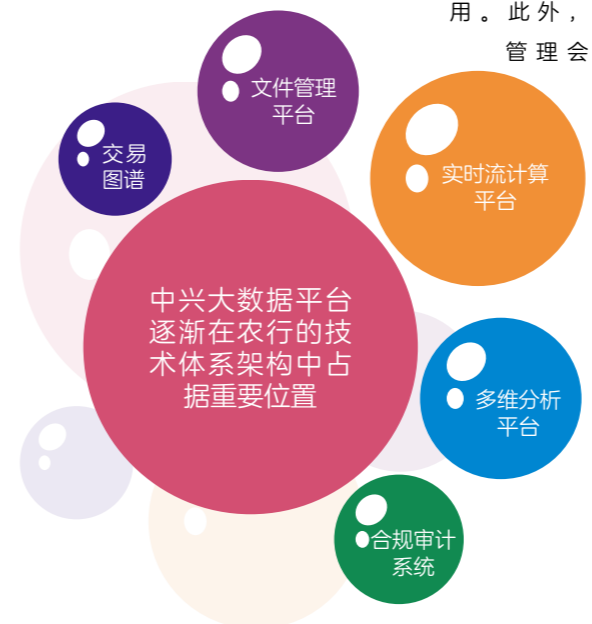 用。此外，
管理会
文件管理
平台
交易
图谱
实时流计算
平台
中兴大数据平台
逐渐在农行的技
术体系架构中占
据重要位置
多维分析
平台
合规审计
系统